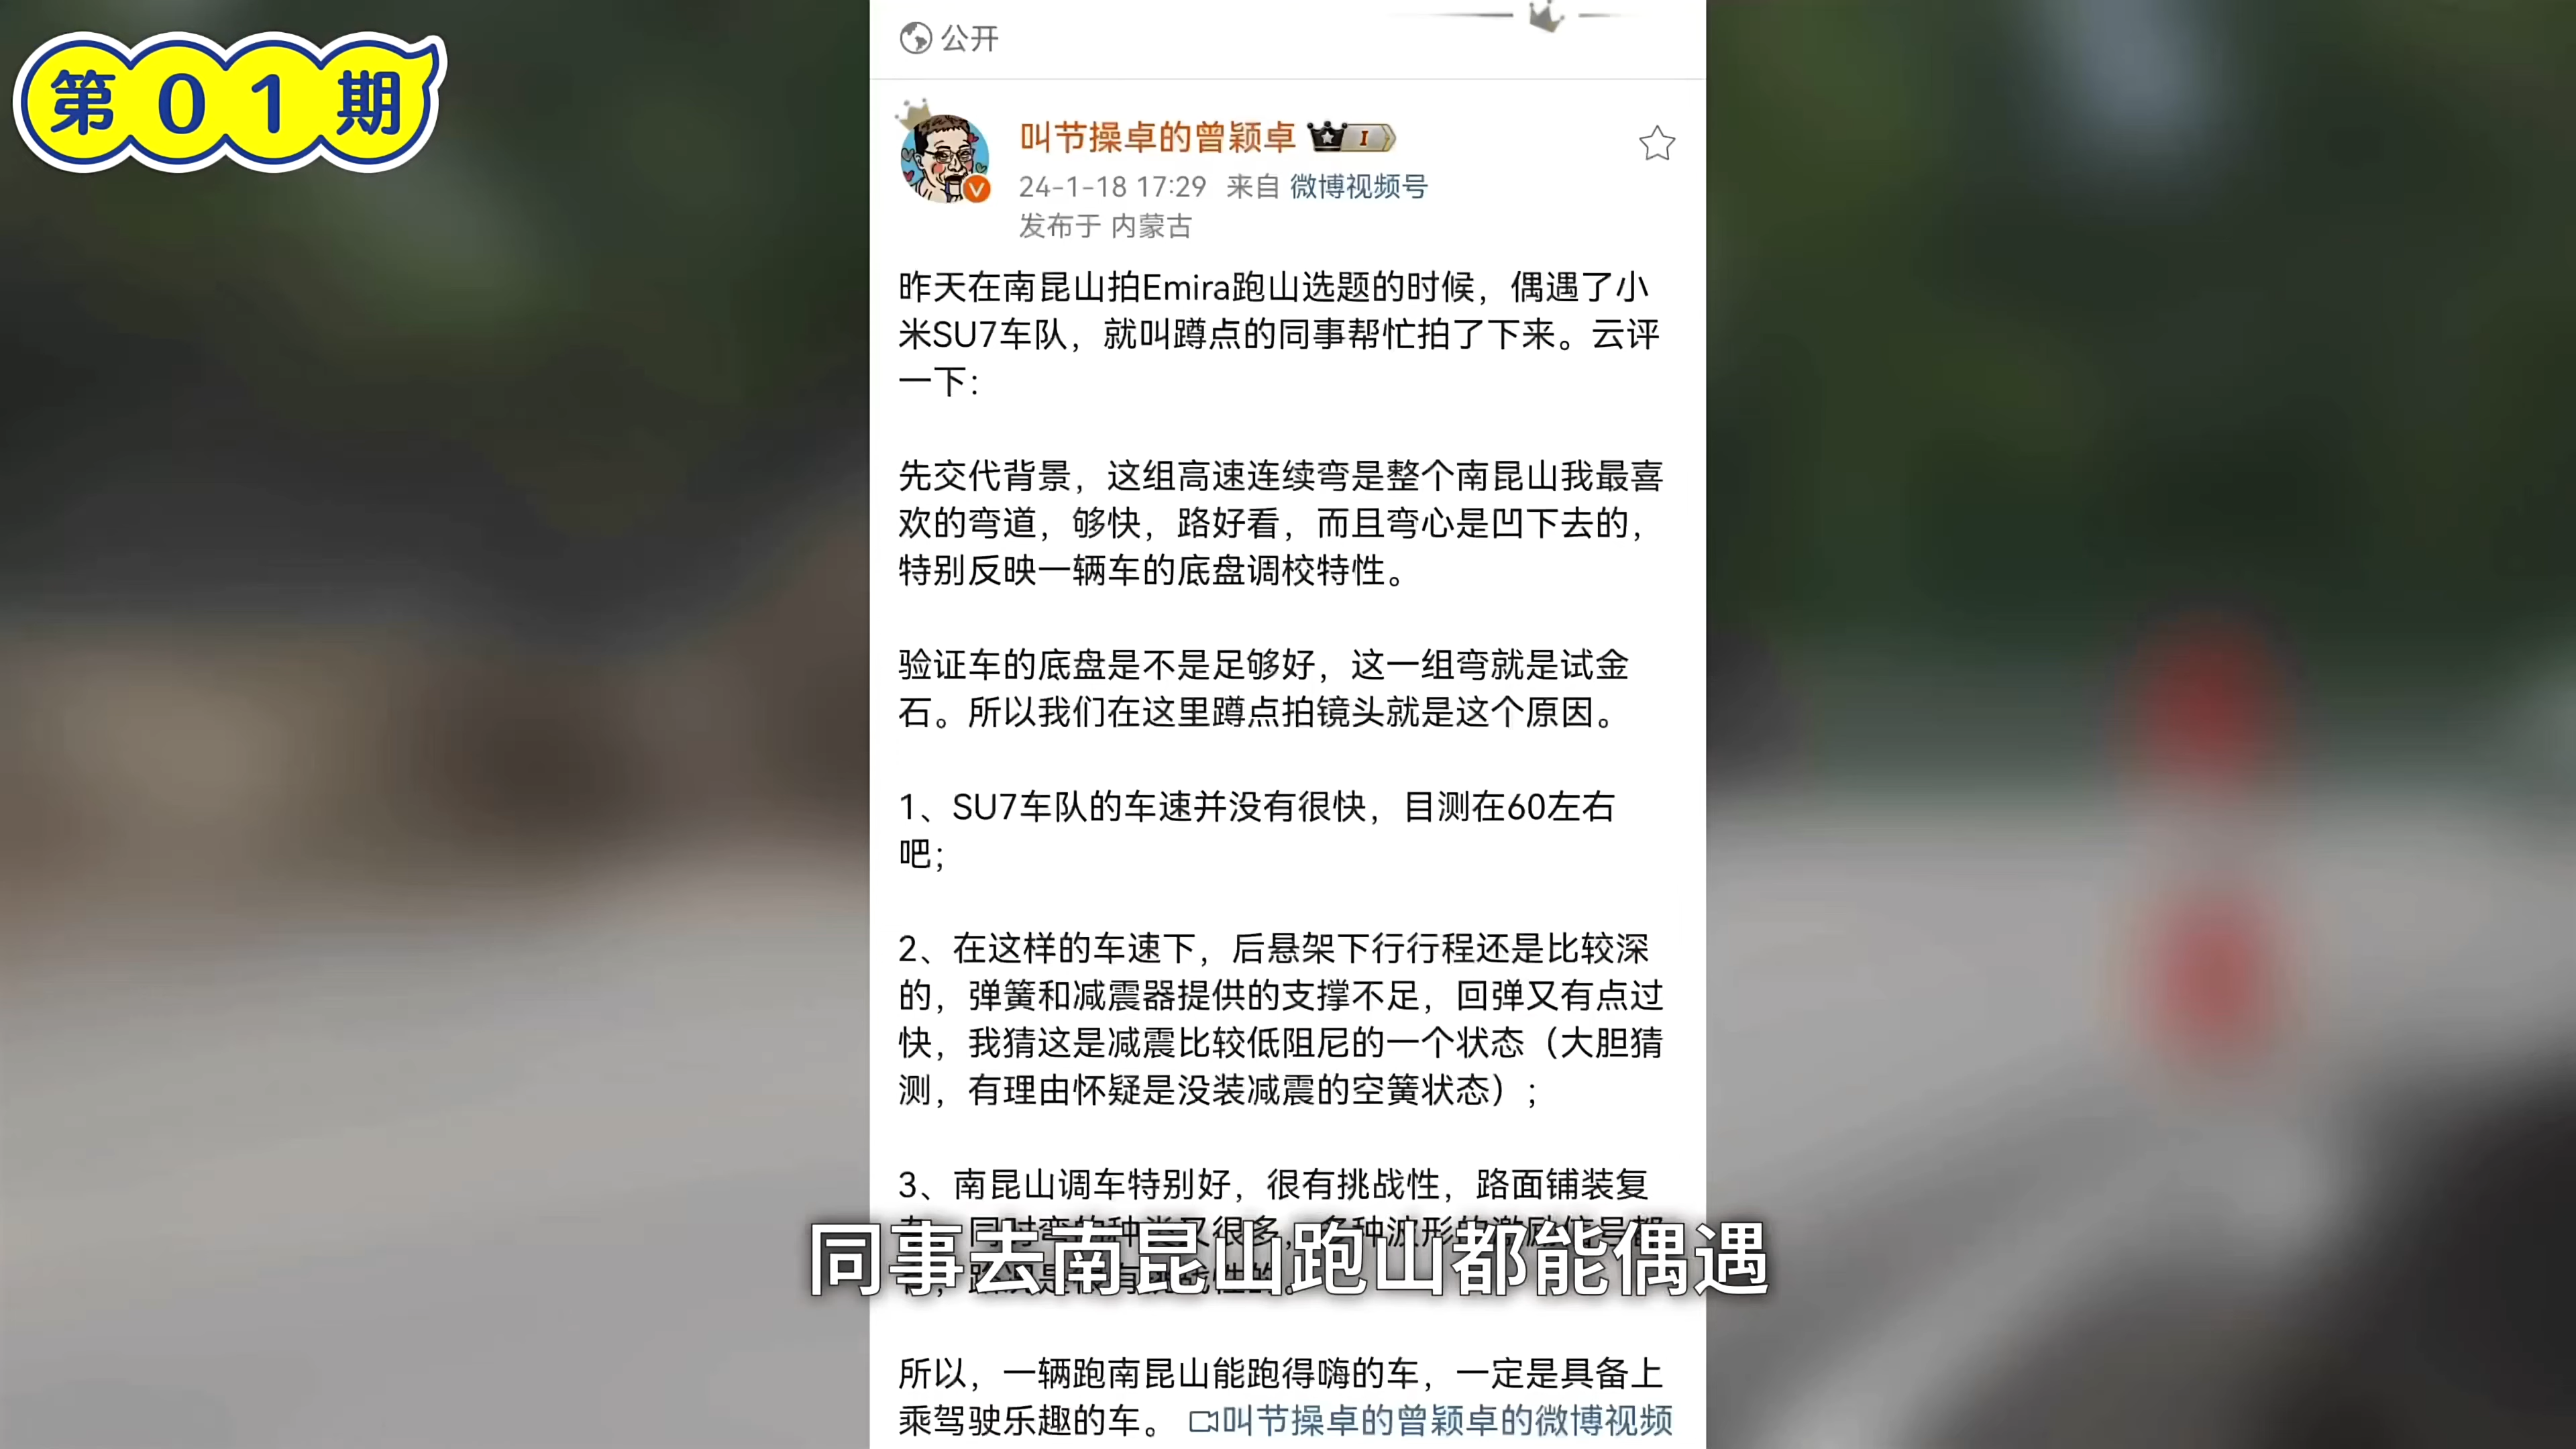 第01期
公开
叫节操卓的曾颖卓 I
24-1-18 17:29 来自 微博视频号
发布于 内蒙古
昨天在南昆山拍Emira跑山选题的时候，偶遇了小
米SU7车队，就叫蹲点的同事帮忙拍了下来。云评
一下：
先交代背景，这组高速连续弯是整个南昆山我最喜
欢的弯道，够快，路好看，而且弯心是凹下去的，
特别反映一辆车的底盘调校特性。
验证车的底盘是不是足够好，这一组弯就是试金
石。所以我们在这里蹲点拍镜头就是这个原因。
1、SU7车队的车速并没有很快，目测在60左右
吧；
2、在这样的车速下，后悬架下行行程还是比较深
的，弹簧和减震器提供的支撑不足，回弹又有点过
快，我猜这是减震比较低阻尼的一个状态（大胆猜
测，有理由怀疑是没装减震的空簧状态）；
3、南昆山调车特别好，很有挑战性，路面铺装复
同事去南昆山跑山都能偶遇
所以，一辆跑南昆山能跑得嗨的车，一定是具备上
乘驾驶乐趣的车。 叫节操卓的曾颖卓的微博视频